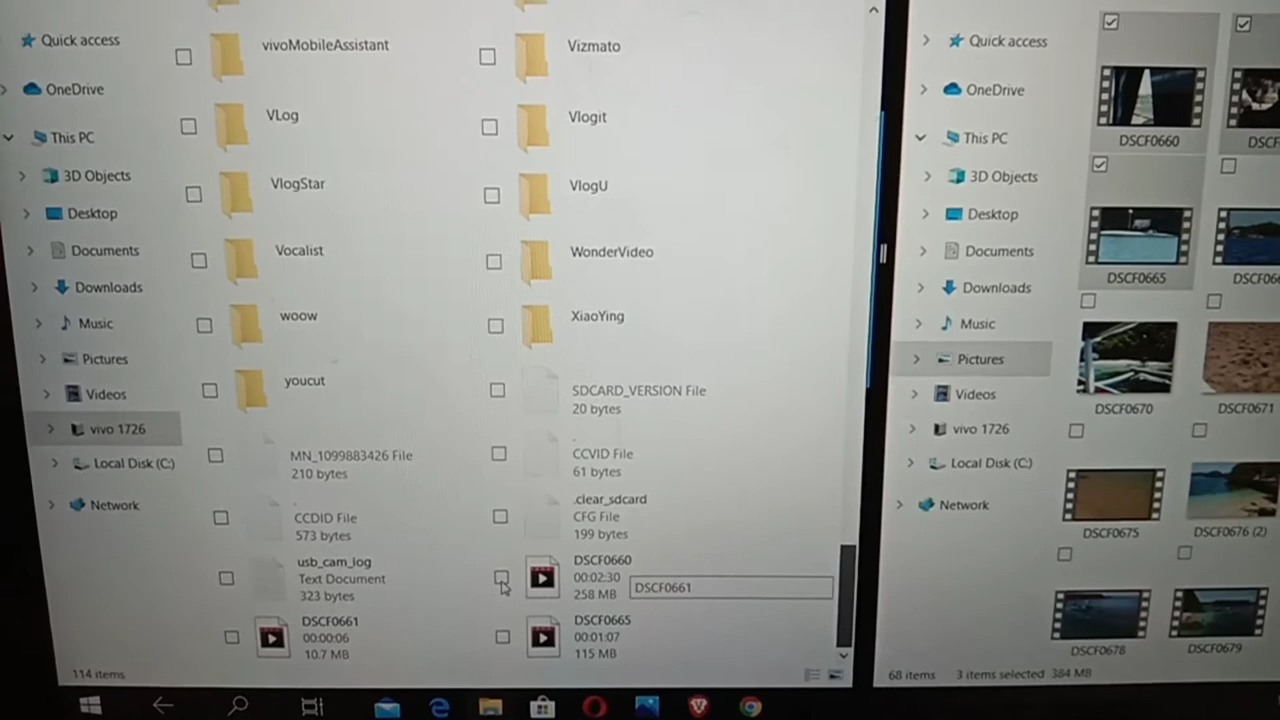 Quick access
OneDrive
This PC
3D Objects
Desktop
Documents
Downloads
Music
Pictures
Videos
vivo 1726
Local Disk (C:)
Network
vivoMobileAssistant
Vizmato
VLog
Vlogit
VlogStar
VlogU
Vocalist
WonderVideo
woow
XiaoYing
youcut
SDCARD_VERSION File
20 bytes
MN_1099883426 File
210 bytes
.
CCVID File
61 bytes
.
CCDID File
573 bytes
.clear_sdcard
CFG File
199 bytes
usb_cam_log
Text Document
323 bytes
DSCF0660
00:02:30
258 MB
DSCF0661
DSCF0661
00:00:06
10.7 MB
DSCF0665
00:01:07
115 MB
114 items
Quick access
OneDrive
This PC
3D Objects
Desktop
Documents
Downloads
Music
Pictures
Videos
vivo 1726
Local Disk (C:)
Network
DSCF0660
DSCF0665
DSCF0670
DSCF0671
DSCF0675
DSCF0676 (2)
DSCF0678
DSCF0679
68 items
3 items selected 384 MB